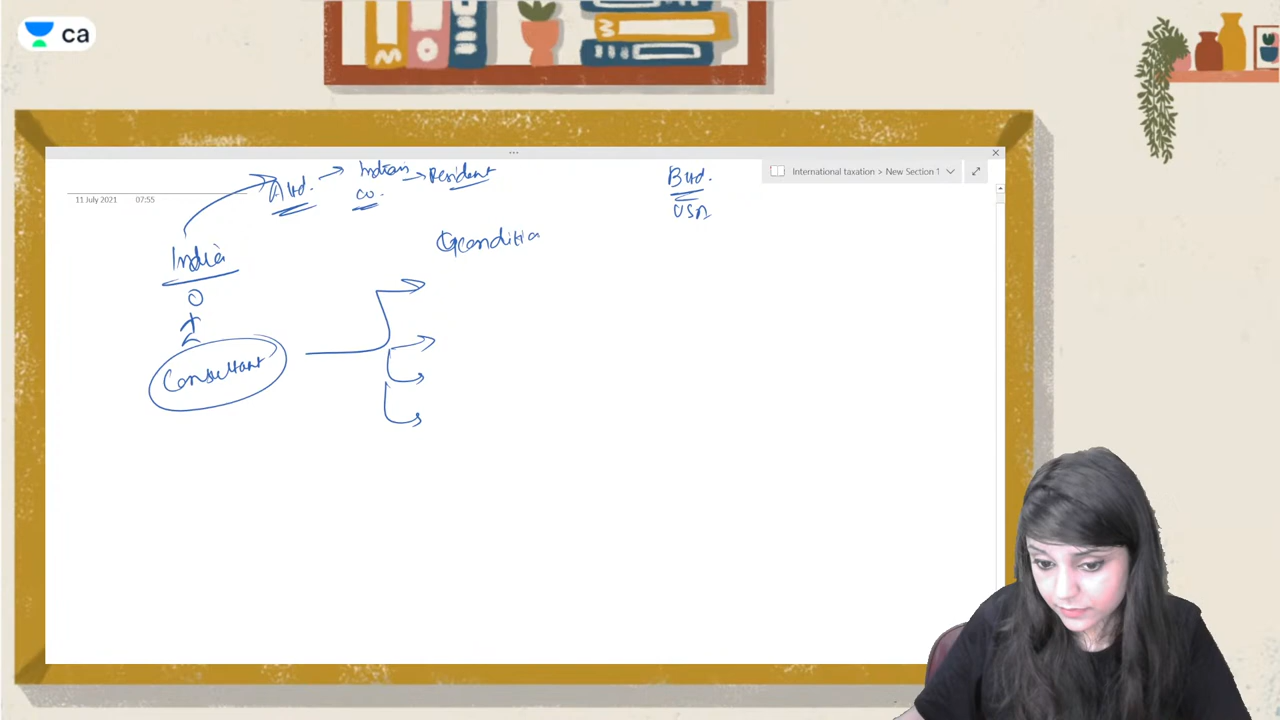 ca
International taxation > New Section 1
11 July 2021 07:55
A Ltd. → Indian co. → Resident
B Ltd.
USA
India
Conditio
Consultant